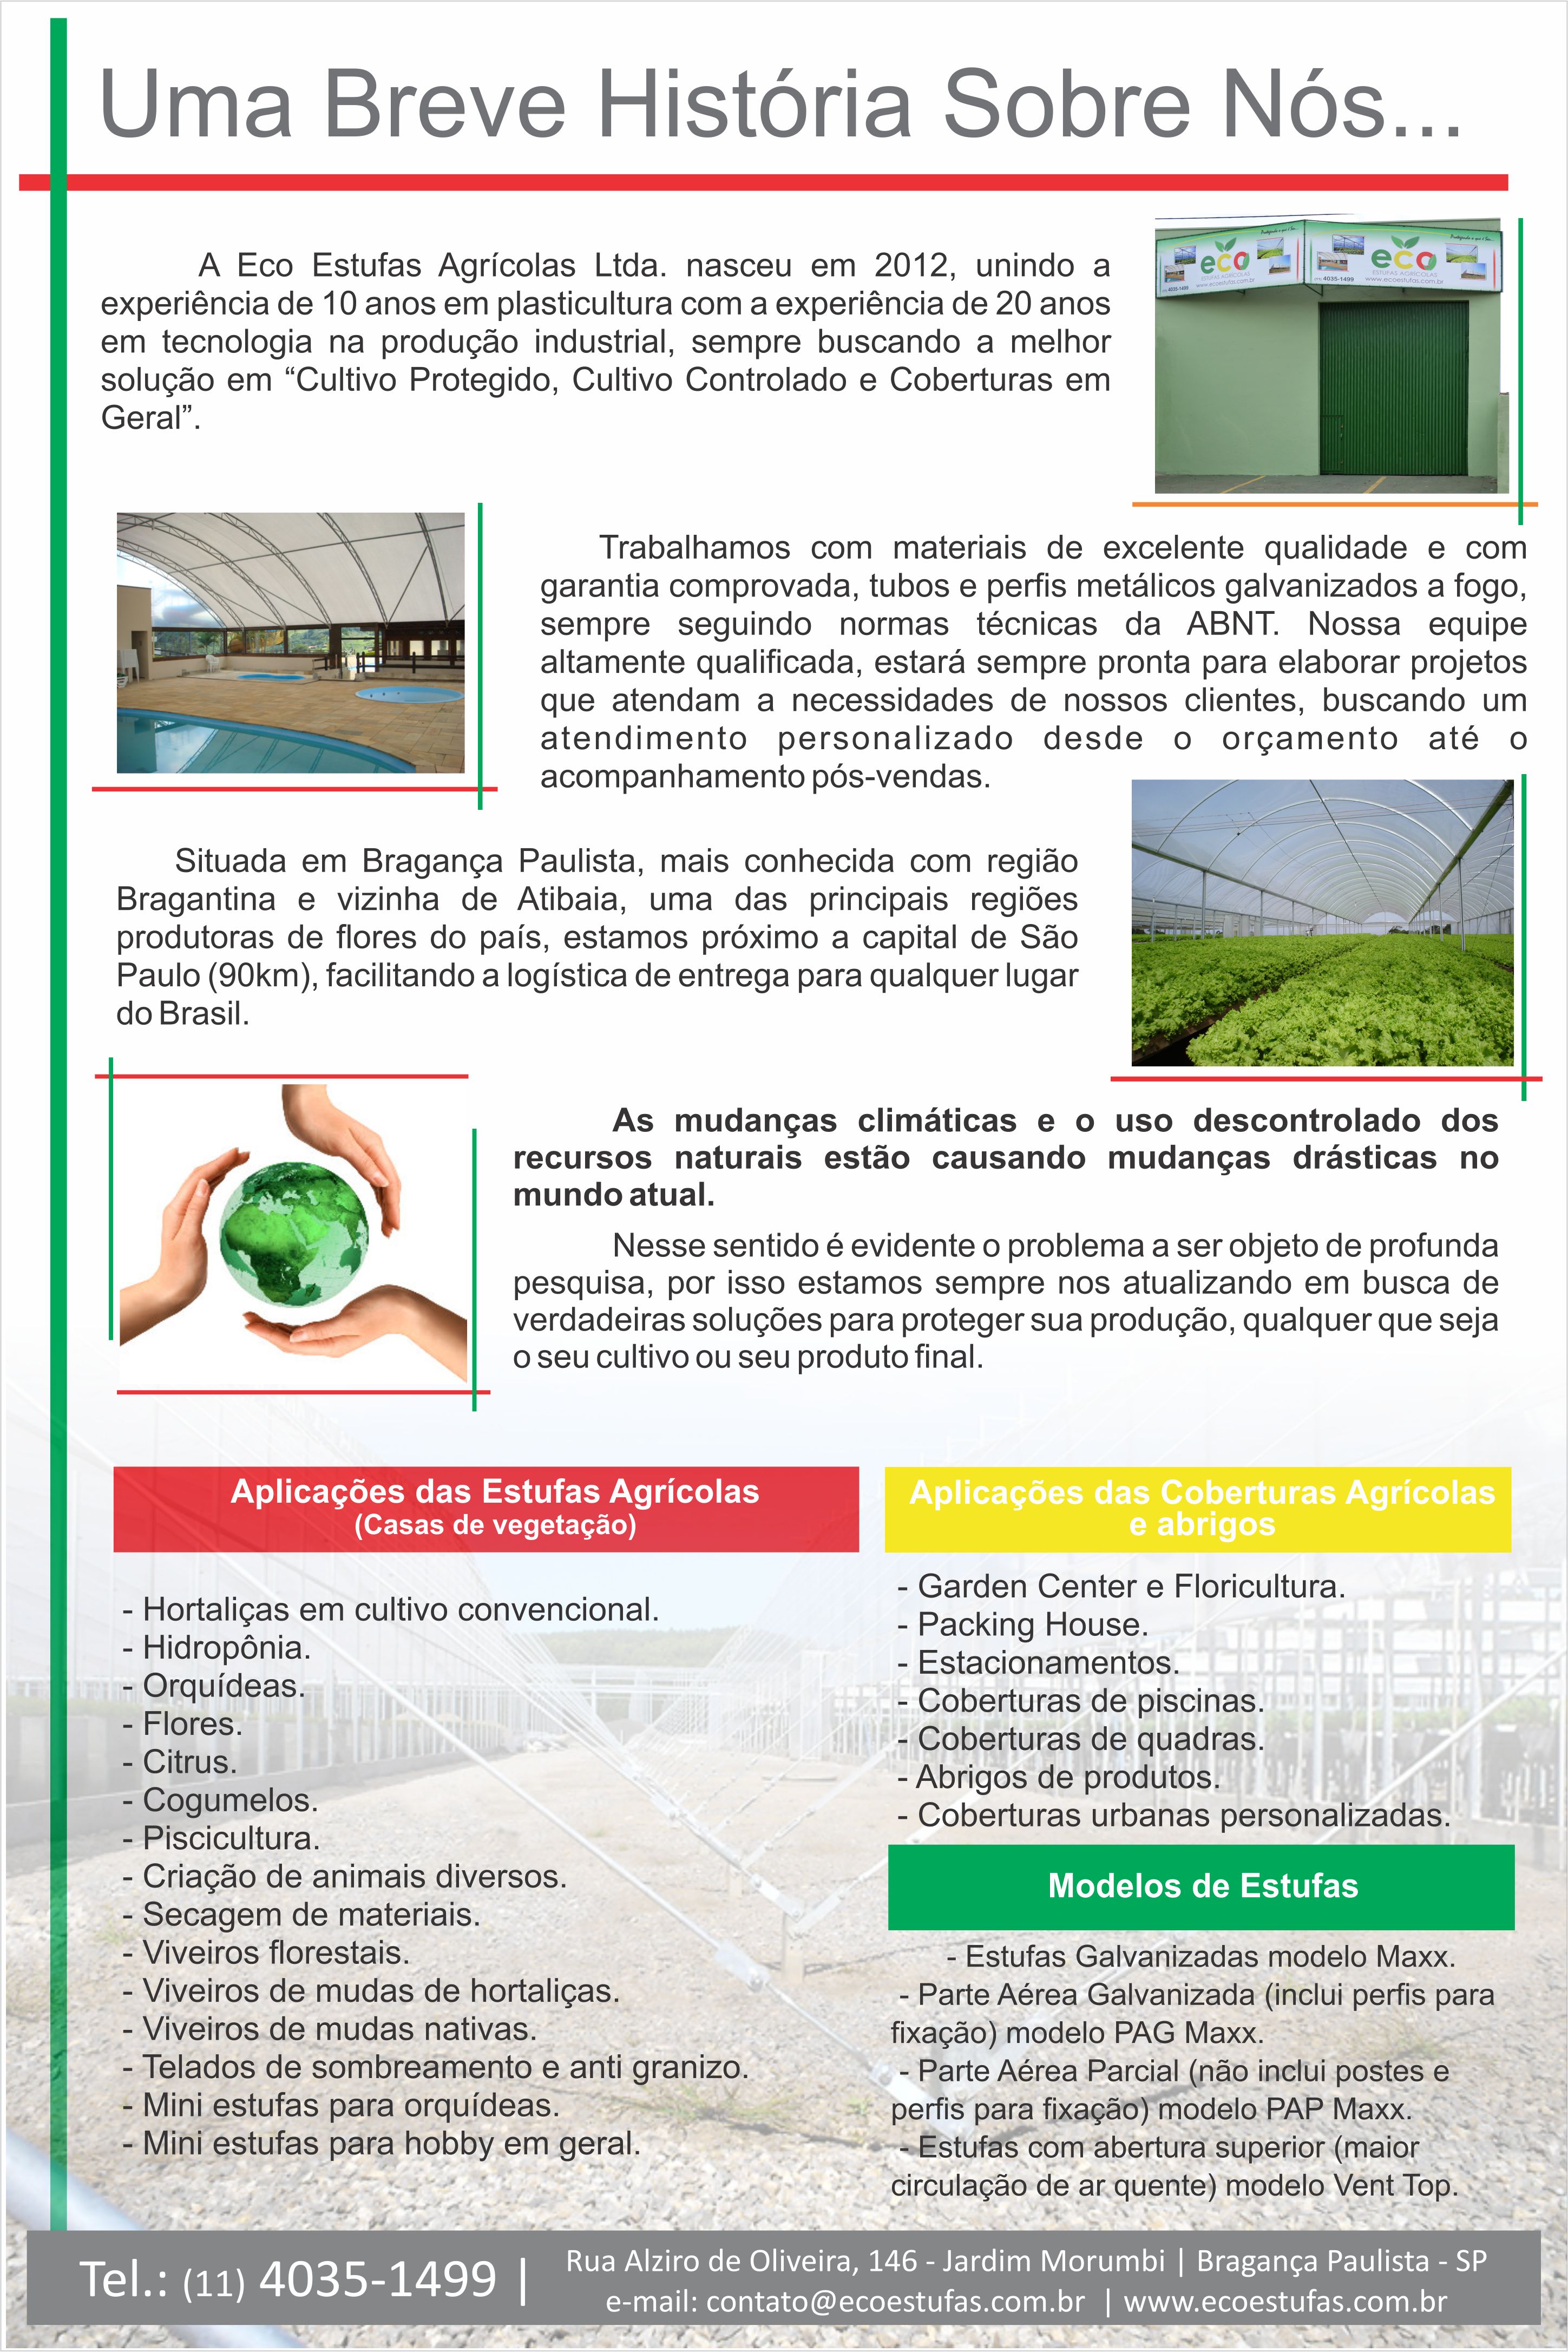 Uma Breve História Sobre Nós...
A Eco Estufas Agrícolas Ltda. nasceu em 2012, unindo a
experiência de 10 anos em plasticultura com a experiência de 20 anos
em tecnologia na produção industrial, sempre buscando a melhor
solução em “Cultivo Protegido, Cultivo Controlado e Coberturas em
Geral”.
eco
ESTUFAS AGRÍCOLAS
www.ecoestufas.com.br
4035-1499
eco
ESTUFAS AGRÍCOLAS
4035-1499
www.ecoestufas.com.br
Trabalhamos com materiais de excelente qualidade e com
garantia comprovada, tubos e perfis metálicos galvanizados a fogo,
sempre seguindo normas técnicas da ABNT. Nossa equipe
altamente qualificada, estará sempre pronta para elaborar projetos
que atendam a necessidades de nossos clientes, buscando um
atendimento personalizado desde o orçamento até o
acompanhamento pós-vendas.
Situada em Bragança Paulista, mais conhecida com região
Bragantina e vizinha de Atibaia, uma das principais regiões
produtoras de flores do país, estamos próximo a capital de São
Paulo (90km), facilitando a logística de entrega para qualquer lugar
do Brasil.
As mudanças climáticas e o uso descontrolado dos
recursos naturais estão causando mudanças drásticas no
mundo atual.
Nesse sentido é evidente o problema a ser objeto de profunda
pesquisa, por isso estamos sempre nos atualizando em busca de
verdadeiras soluções para proteger sua produção, qualquer que seja
o seu cultivo ou seu produto final.
Aplicações das Estufas Agrícolas
(Casas de vegetação)
- Hortaliças em cultivo convencional.
- Hidropônia.
- Orquídeas.
- Flores.
- Citrus.
- Cogumelos.
- Piscicultura.
- Criação de animais diversos.
- Secagem de materiais.
- Viveiros florestais.
- Viveiros de mudas de hortaliças.
- Viveiros de mudas nativas.
- Telados de sombreamento e anti granizo.
- Mini estufas para orquídeas.
- Mini estufas para hobby em geral.
Aplicações das Coberturas Agrícolas
e abrigos
- Garden Center e Floricultura.
- Packing House.
- Estacionamentos.
- Coberturas de piscinas.
- Coberturas de quadras.
- Abrigos de produtos.
- Coberturas urbanas personalizadas.
Modelos de Estufas
- Estufas Galvanizadas modelo Maxx.
- Parte Aérea Galvanizada (inclui perfis para
fixação) modelo PAG Maxx.
- Parte Aérea Parcial (não inclui postes e
perfis para fixação) modelo PAP Maxx.
- Estufas com abertura superior (maior
circulação de ar quente) modelo Vent Top.
Tel.: (11) 4035-1499 |
Rua Alziro de Oliveira, 146 - Jardim Morumbi | Bragança Paulista - SP
e-mail: contato@ecoestufas.com.br | www.ecoestufas.com.br